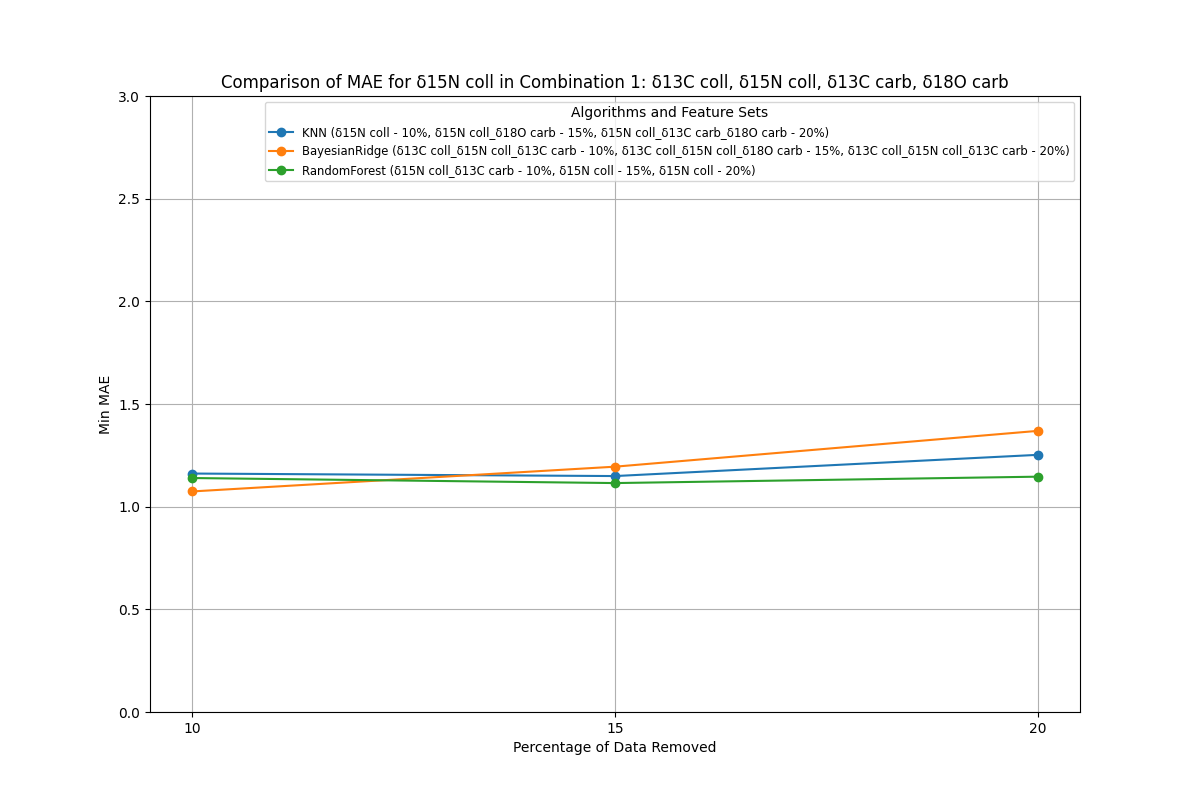 Comparison of MAE for δ15N coll in Combination 1: δ13C coll, δ15N coll, δ13C carb, δ18O carb
Algorithms and Feature Sets
KNN (δ15N coll - 10%, δ15N coll_δ18O carb - 15%, δ15N coll_δ13C carb_δ18O carb - 20%)
BayesianRidge (δ13C coll_δ15N coll_δ13C carb - 10%, δ13C coll_δ15N coll_δ18O carb - 15%, δ13C coll_δ15N coll_δ13C carb - 20%)
RandomForest (δ15N coll_δ13C carb - 10%, δ15N coll - 15%, δ15N coll - 20%)
3.0
2.5
2.0
1.5
1.0
0.5
0.0
Min MAE
10 15 20
Percentage of Data Removed